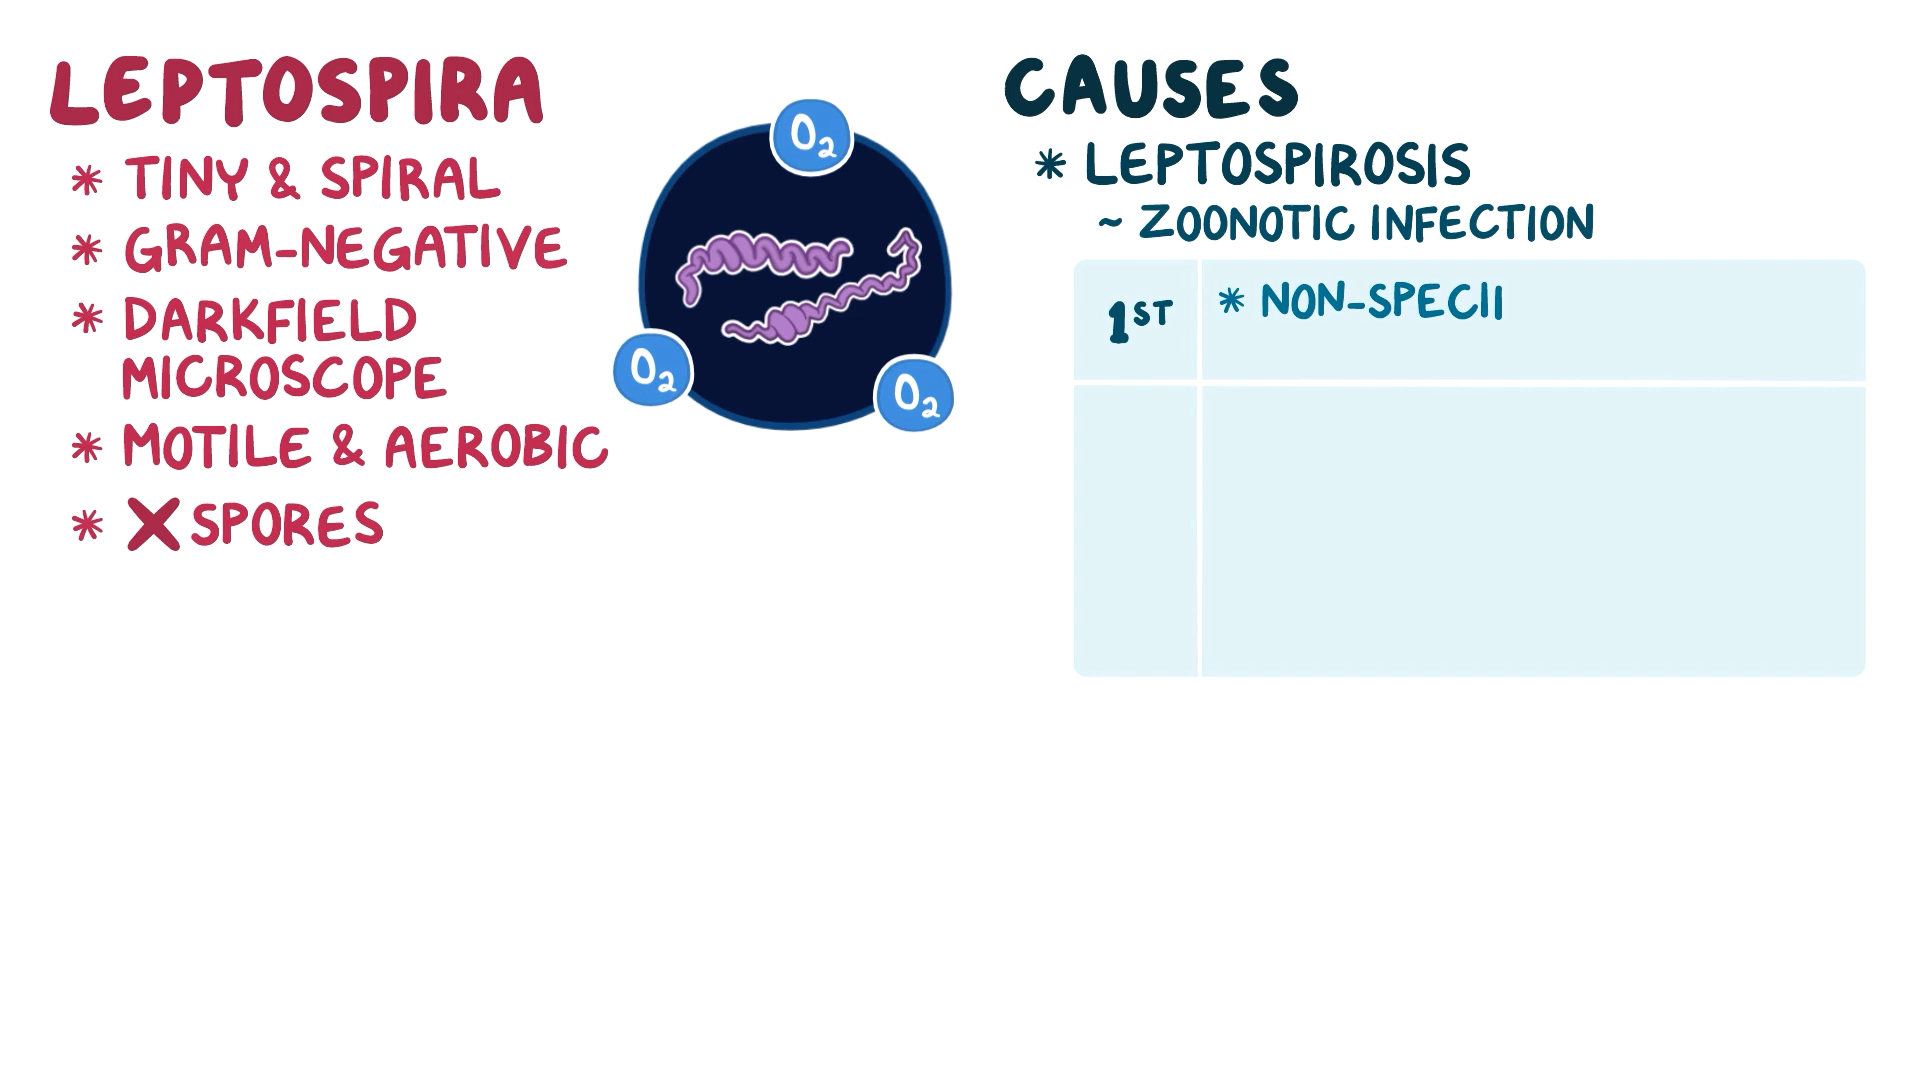 LEPTOSPIRA
* TINY & SPIRAL
* GRAM-NEGATIVE
* DARKFIELD
MICROSCOPE
* MOTILE & AEROBIC
* X SPORES
O₂
O₂
O₂
CAUSES
* LEPTOSPIROSIS
~ ZOONOTIC INFECTION
1ST
* NON-SPECII